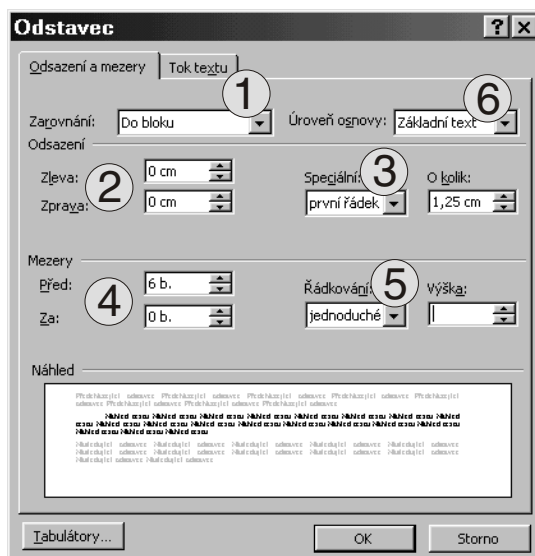 Odstavec
Odsazení a mezery Tok textu
1 6
Zarovnání: Do bloku Úroveň osnovy: Základní text
Odsazení
2 3
Zleva: 0 cm Speciální: O kolik:
Zprava: 0 cm první řádek 1,25 cm
Mezery
4 5
Před: 6 b. Řádkování: Výška:
Za: 0 b. jednoduché
Náhled
Tabulátory... OK Storno